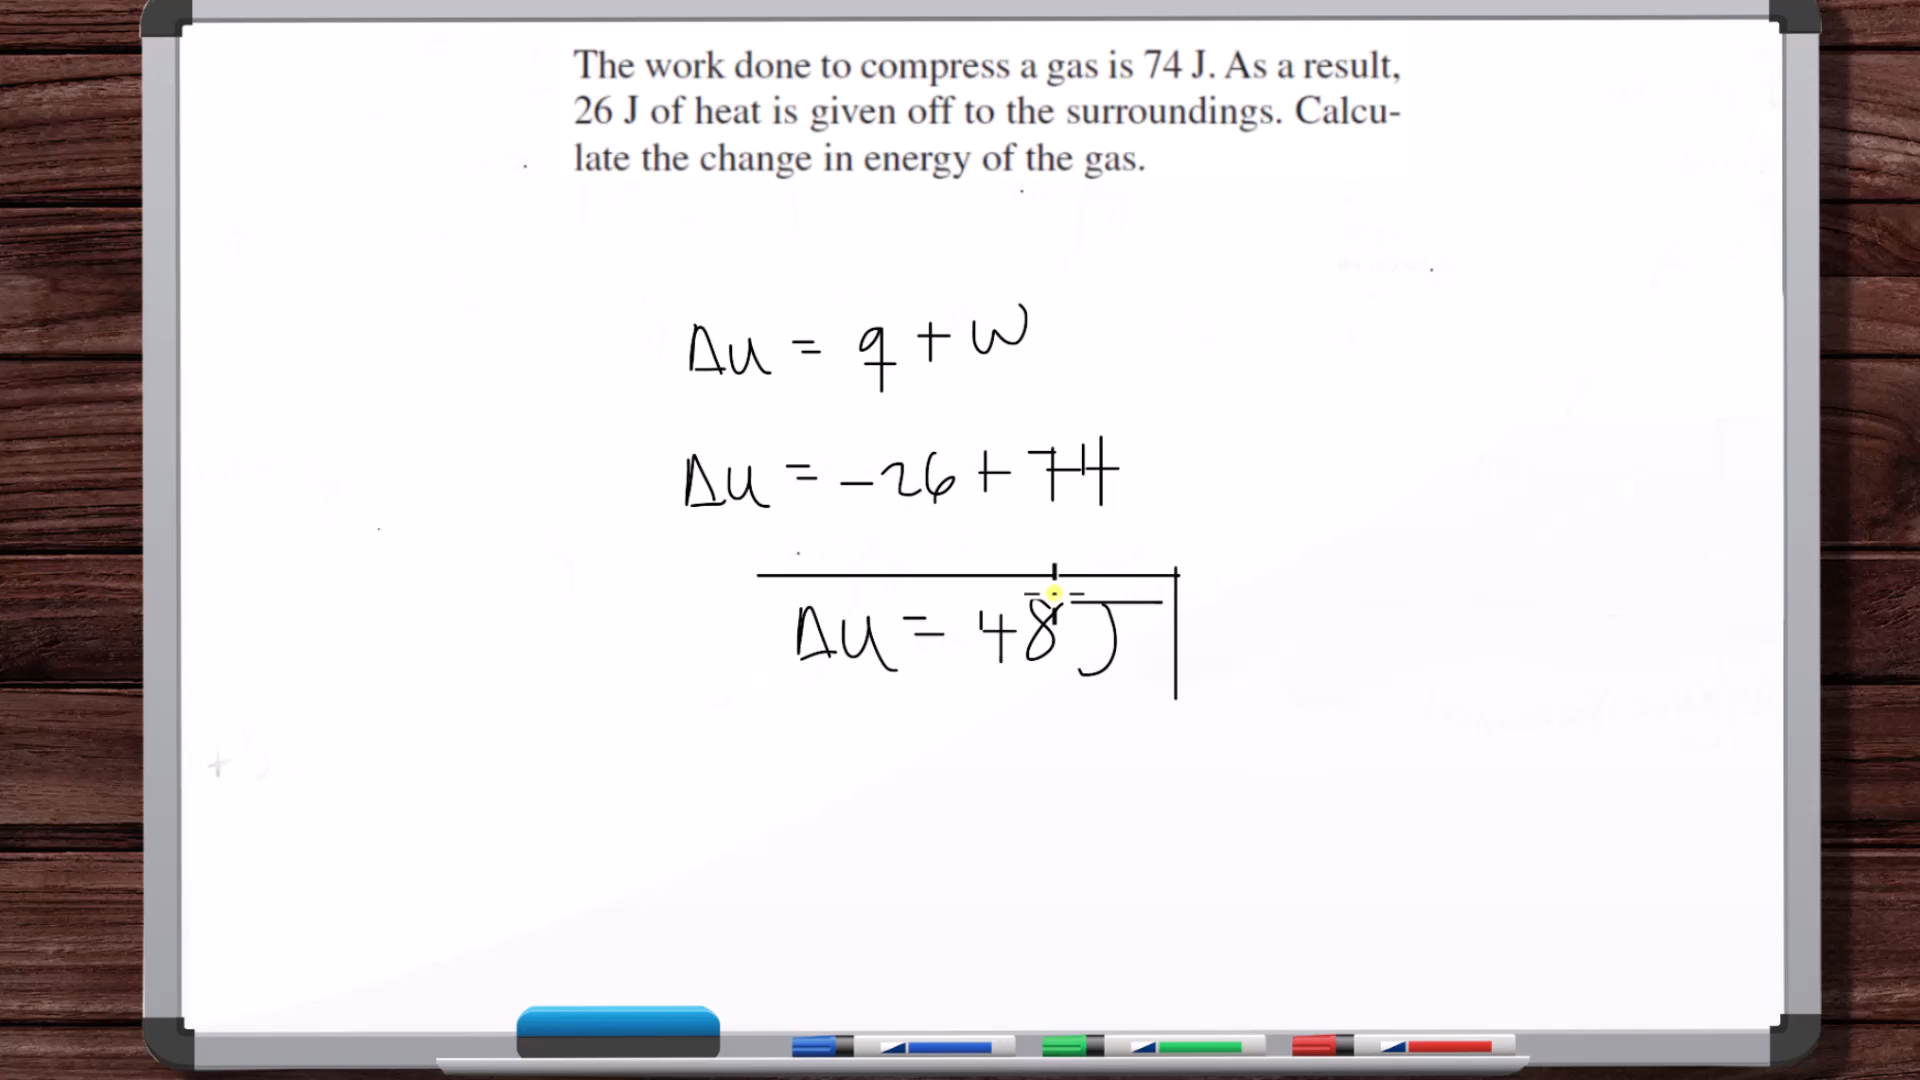 The work done to compress a gas is 74 J. As a result,
26 J of heat is given off to the surroundings. Calcu-
late the change in energy of the gas.
Δu = q + w
Δu = -26 + 74
Δu = 48 J